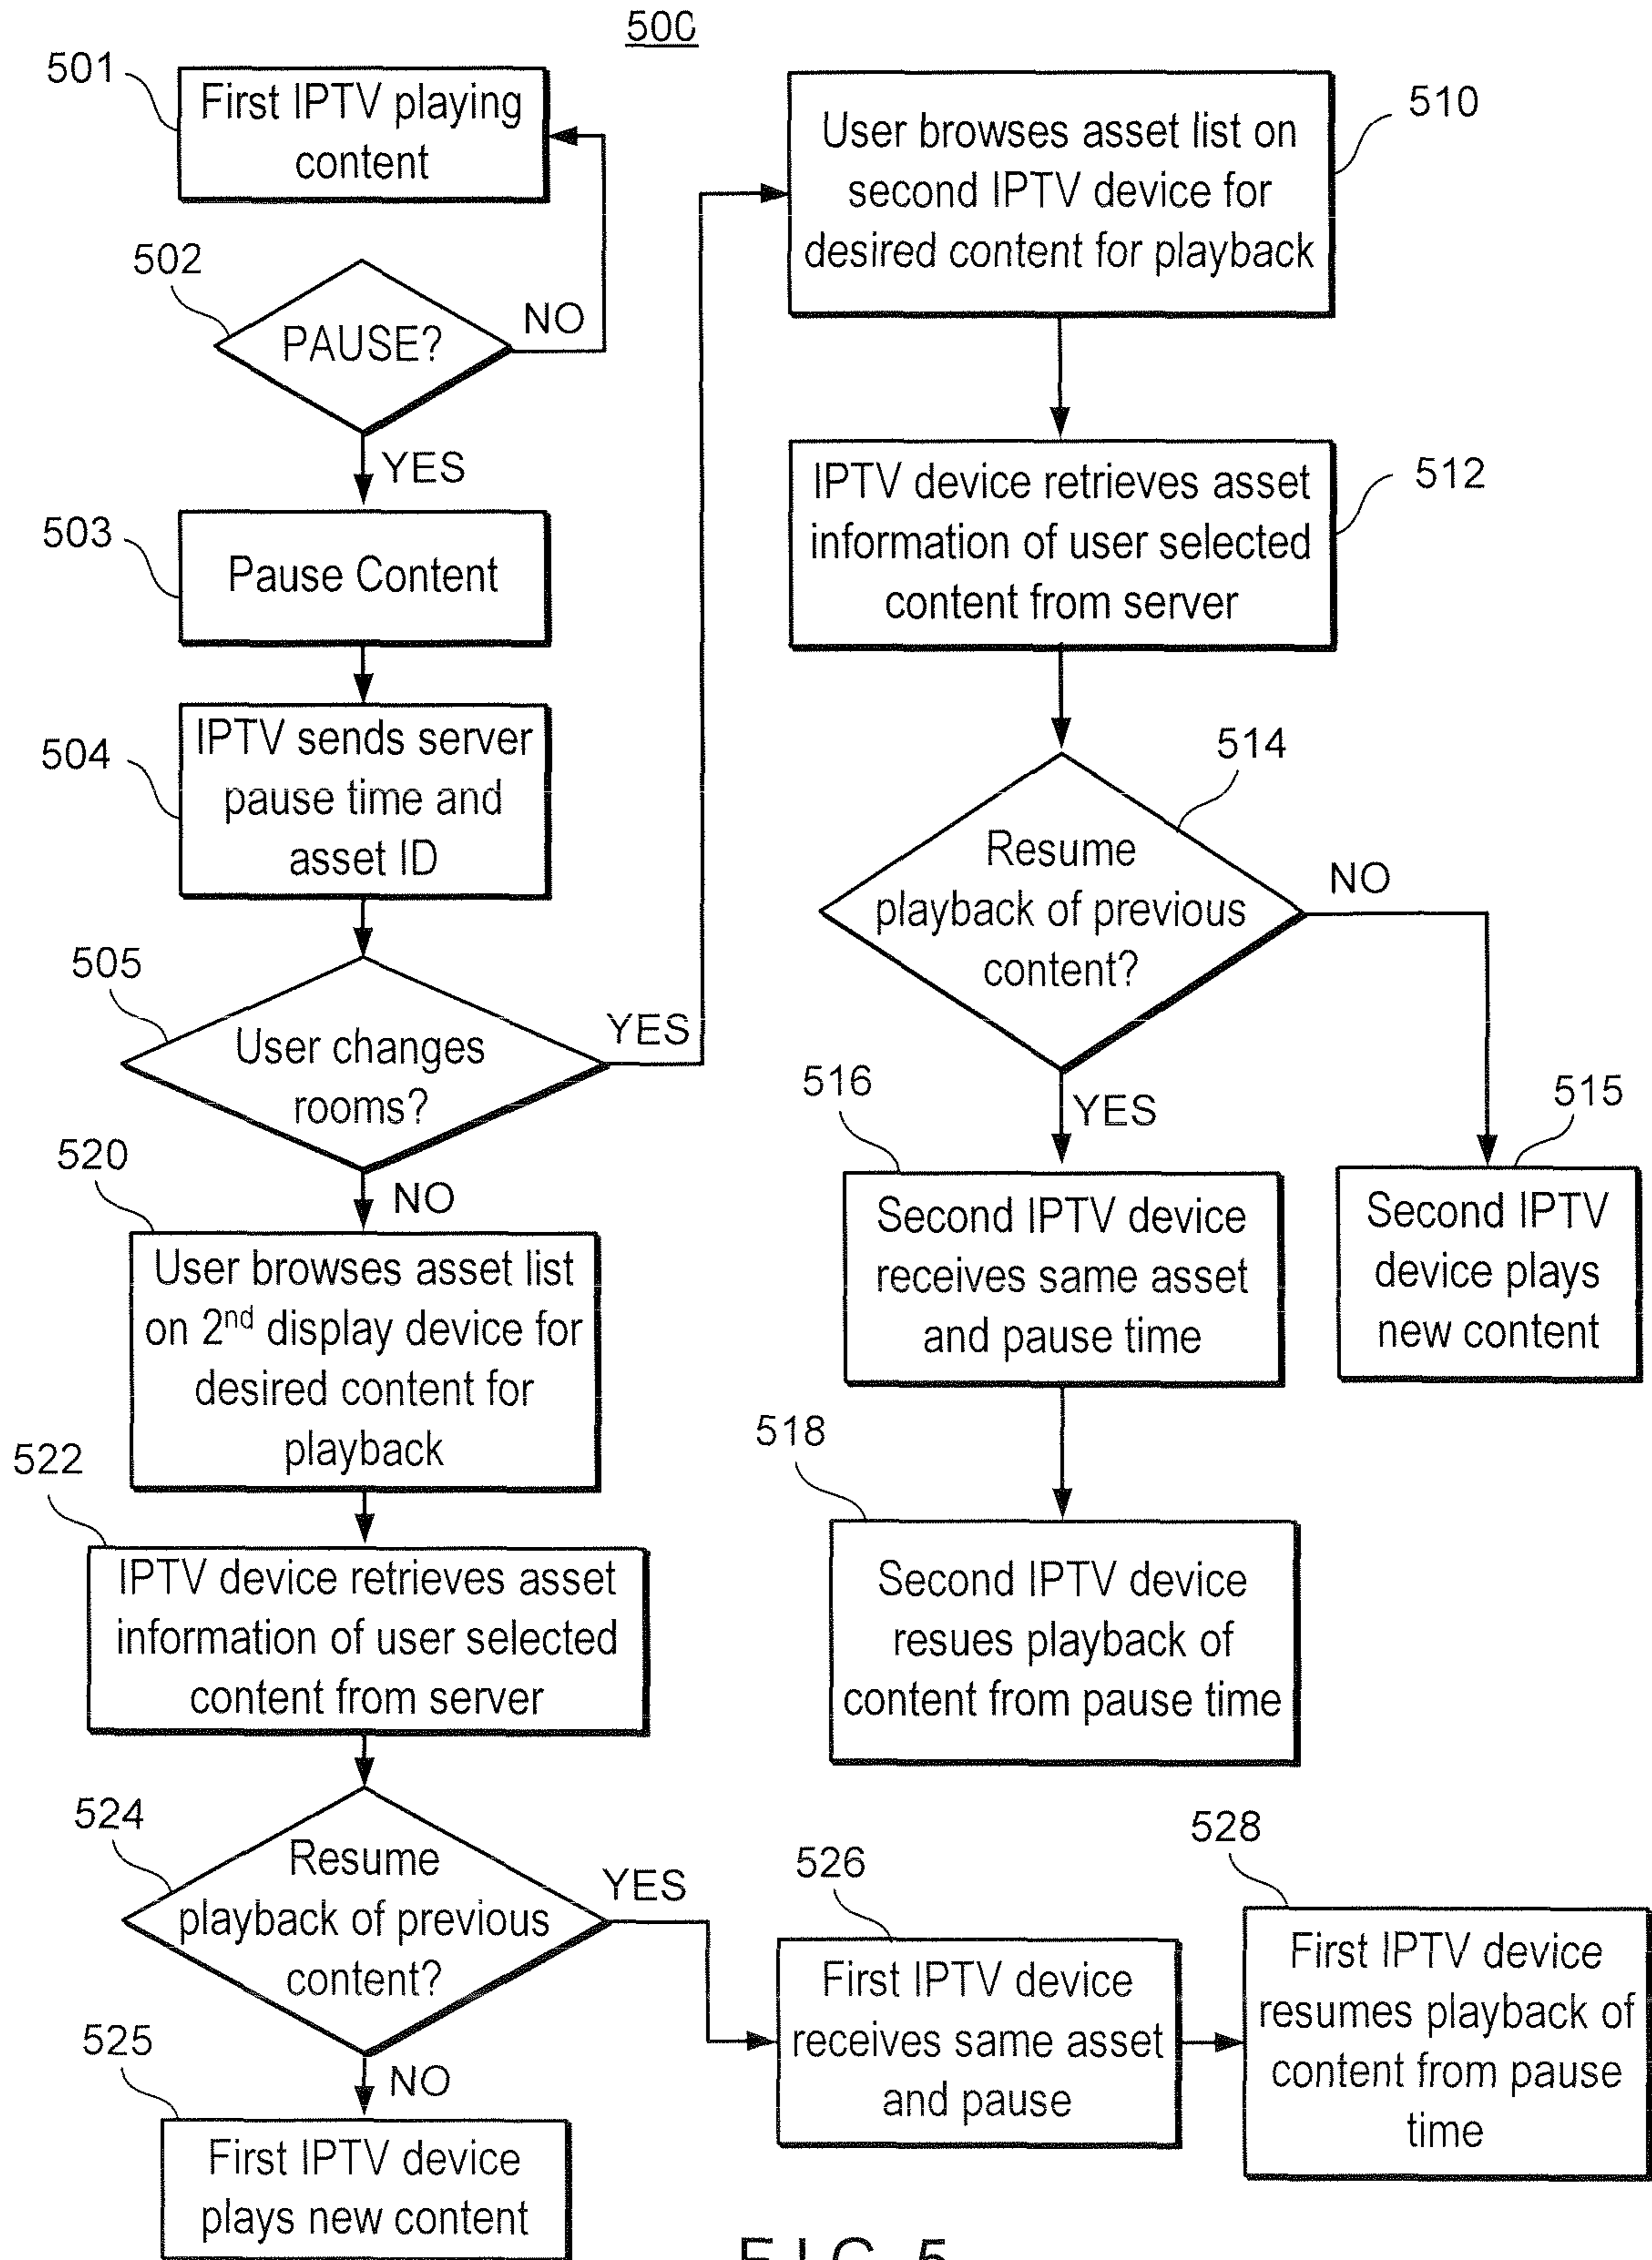 500
501
First IPTV playing
content
502
PAUSE?
NO
YES
503
Pause Content
504
IPTV sends server
pause time and
asset ID
505
User changes
rooms?
YES
NO
510
User browses asset list on
second IPTV device for
desired content for playback
512
IPTV device retrieves asset
information of user selected
content from server
514
Resume
playback of previous
content?
NO
YES
515
Second IPTV
device plays
new content
516
Second IPTV device
receives same asset
and pause time
518
Second IPTV device
resues playback of
content from pause time
520
User browses asset list
on 2nd display device for
desired content for
playback
522
IPTV device retrieves asset
information of user selected
content from server
524
Resume
playback of previous
content?
YES
NO
525
First IPTV device
plays new content
526
First IPTV device
receives same asset
and pause
528
First IPTV device
resumes playback of
content from pause
time
FIG. 5